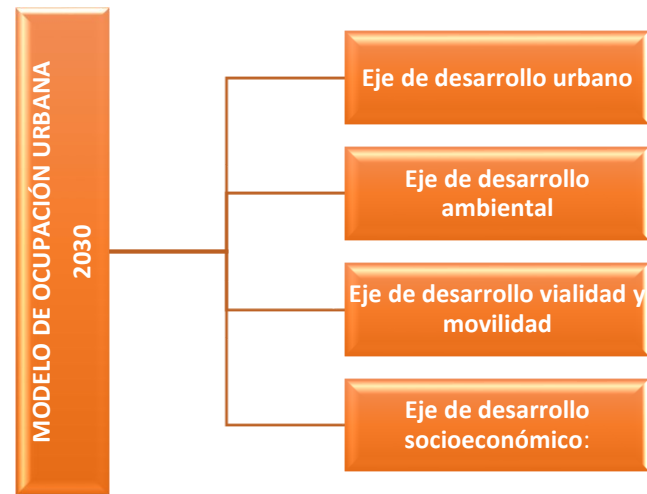 MODELO DE OCUPACIÓN URBANA
2030
Eje de desarrollo urbano
Eje de desarrollo
ambiental
Eje de desarrollo vialidad y
movilidad
Eje de desarrollo
socioeconómico: